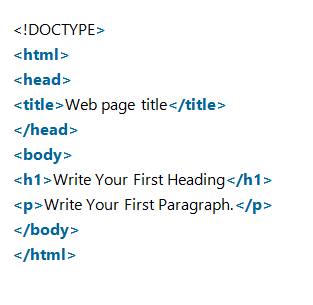 <!DOCTYPE>
<html>
<head>
<title>Web page title</title>
</head>
<body>
<h1>Write Your First Heading</h1>
<p>Write Your First Paragraph.</p>
</body>
</html>